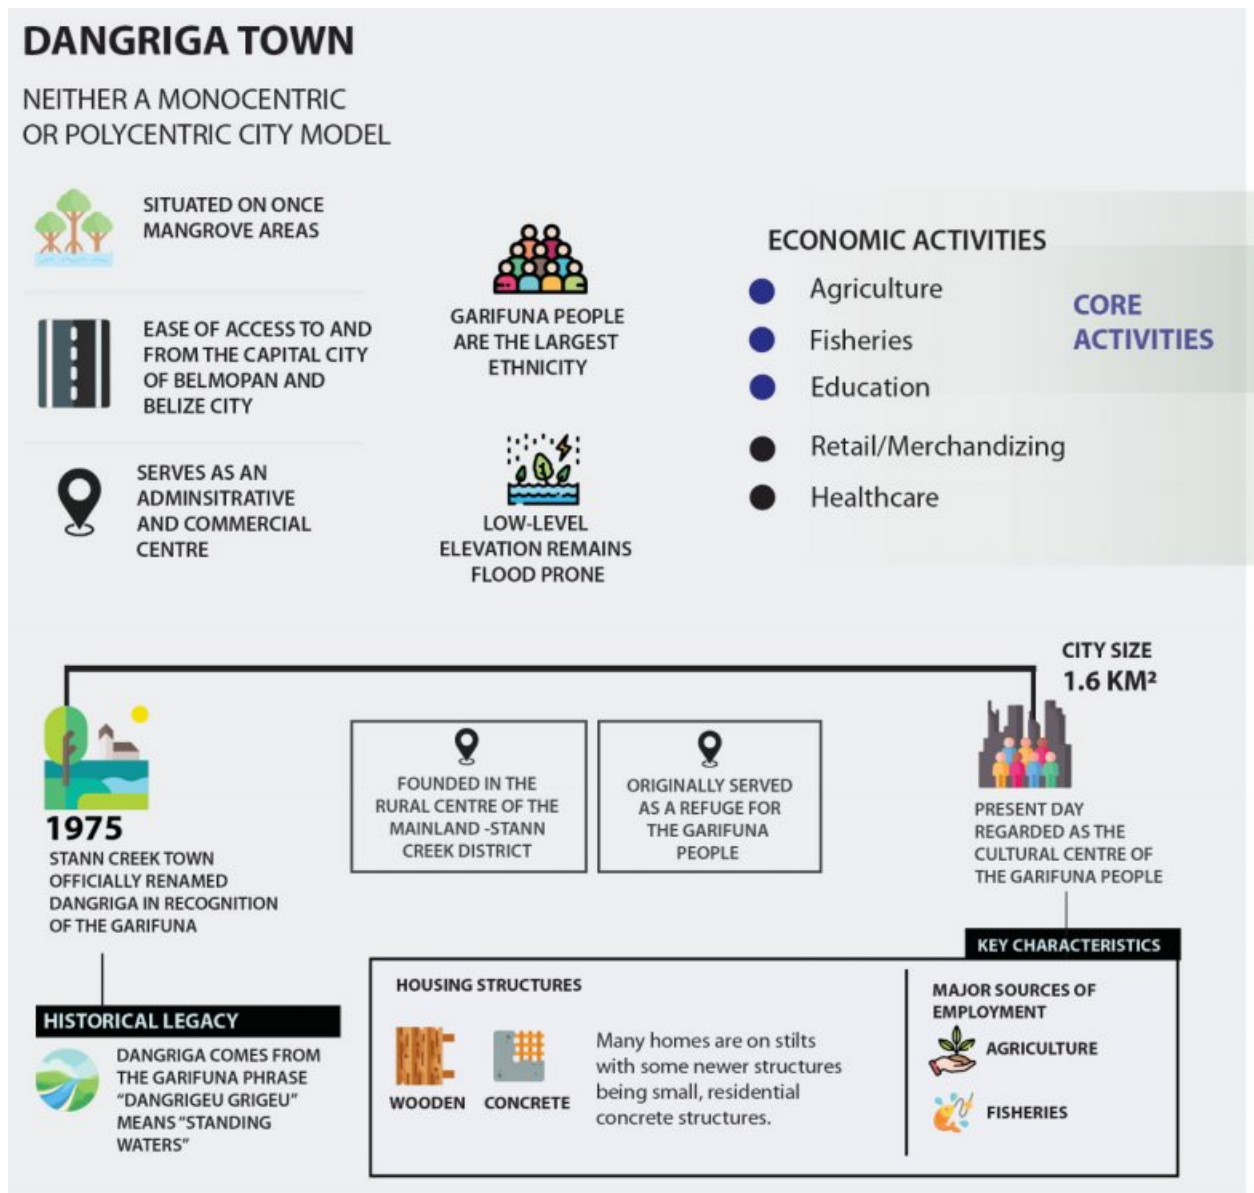 DANGRIGA TOWN
NEITHER A MONOCENTRIC
OR POLYCENTRIC CITY MODEL
SITUATED ON ONCE
MANGROVE AREAS
EASE OF ACCESS TO AND
FROM THE CAPITAL CITY
OF BELMOPAN AND
BELIZE CITY
SERVES AS AN
ADMINSITRATIVE
AND COMMERCIAL
CENTRE
GARIFUNA PEOPLE
ARE THE LARGEST
ETHNICITY
LOW-LEVEL
ELEVATION REMAINS
FLOOD PRONE
ECONOMIC ACTIVITIES
Agriculture
Fisheries
Education
Retail/Merchandizing
Healthcare
CORE
ACTIVITIES
CITY SIZE
1.6 KM²
1975
STANN CREEK TOWN
OFFICIALLY RENAMED
DANGRIGA IN RECOGNITION
OF THE GARIFUNA
FOUNDED IN THE
RURAL CENTRE OF THE
MAINLAND -STANN
CREEK DISTRICT
ORIGINALLY SERVED
AS A REFUGE FOR
THE GARIFUNA
PEOPLE
PRESENT DAY
REGARDED AS THE
CULTURAL CENTRE OF
THE GARIFUNA PEOPLE
HISTORICAL LEGACY
DANGRIGA COMES FROM
THE GARIFUNA PHRASE
“DANGRIGEU GRIGEU”
MEANS “STANDING
WATERS”
KEY CHARACTERISTICS
HOUSING STRUCTURES
WOODEN
CONCRETE
Many homes are on stilts
with some newer structures
being small, residential
concrete structures.
MAJOR SOURCES OF
EMPLOYMENT
AGRICULTURE
FISHERIES